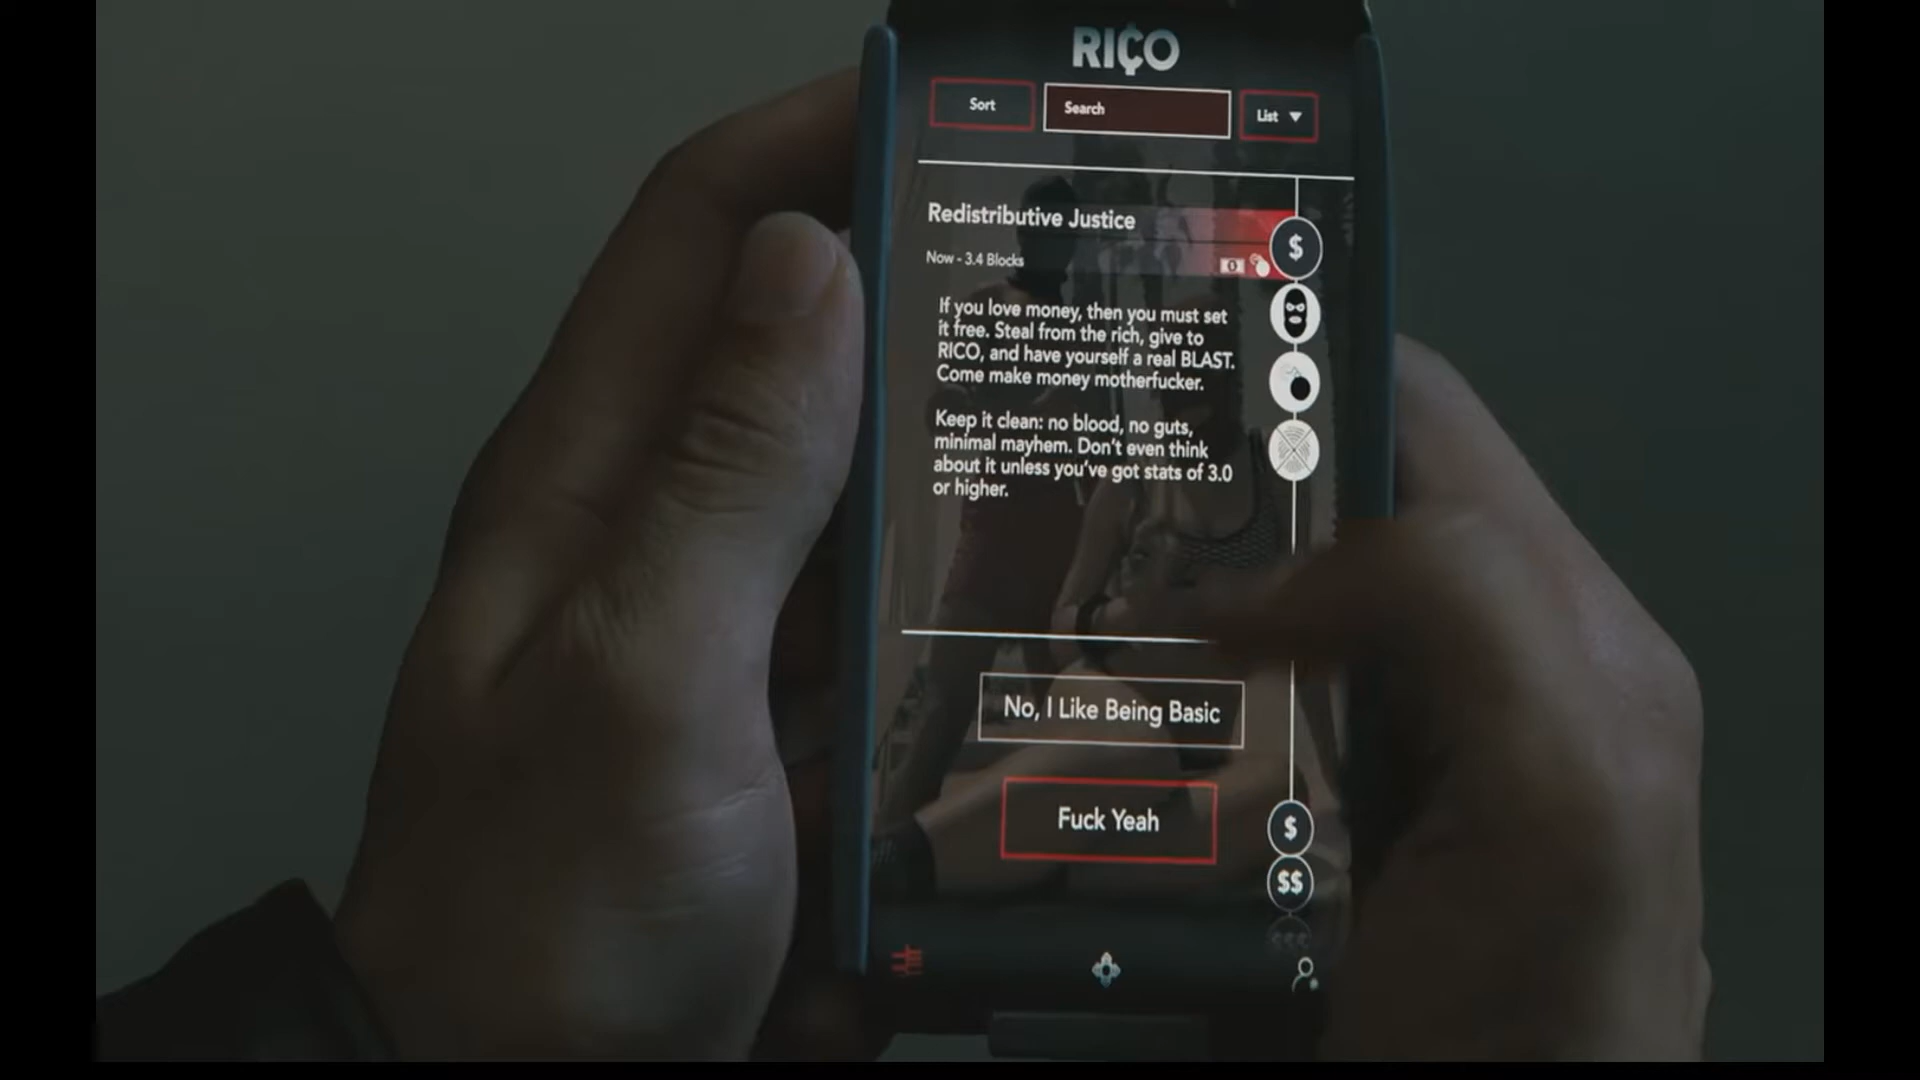 RI₵O
Sort
Search
List
Redistributive Justice
Now - 3.4 Blocks
$
If you love money, then you must set
it free. Steal from the rich, give to
RICO, and have yourself a real BLAST.
Come make money motherfucker.
Keep it clean: no blood, no guts,
minimal mayhem. Don't even think
about it unless you've got stats of 3.0
or higher.
No, I Like Being Basic
Fuck Yeah
$
$$